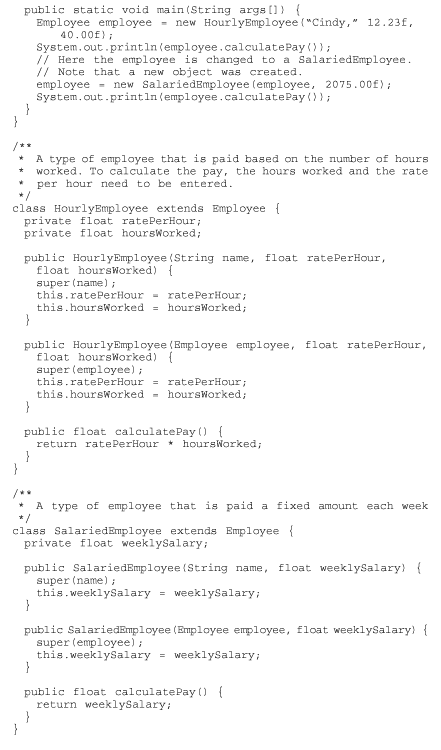 public static void main(String args[]) {
Employee employee = new HourlyEmployee("Cindy," 12.23f,
40.00f);
System.out.println(employee.calculatePay());
// Here the employee is changed to a SalariedEmployee.
// Note that a new object was created.
employee = new SalariedEmployee(employee, 2075.00f);
System.out.println(employee.calculatePay());
}
}
/**
* A type of employee that is paid based on the number of hours
* worked. To calculate the pay, the hours worked and the rate
* per hour need to be entered.
*/
class HourlyEmployee extends Employee {
private float ratePerHour;
private float hoursWorked;
public HourlyEmployee(String name, float ratePerHour,
float hoursWorked) {
super(name);
this.ratePerHour = ratePerHour;
this.hoursWorked = hoursWorked;
}
public HourlyEmployee(Employee employee, float ratePerHour,
float hoursWorked) {
super(employee);
this.ratePerHour = ratePerHour;
this.hoursWorked = hoursWorked;
}
public float calculatePay() {
return ratePerHour * hoursWorked;
}
}
/**
* A type of employee that is paid a fixed amount each week
*/
class SalariedEmployee extends Employee {
private float weeklySalary;
public SalariedEmployee(String name, float weeklySalary) {
super(name);
this.weeklySalary = weeklySalary;
}
public SalariedEmployee(Employee employee, float weeklySalary) {
super(employee);
this.weeklySalary = weeklySalary;
}
public float calculatePay() {
return weeklySalary;
}
}